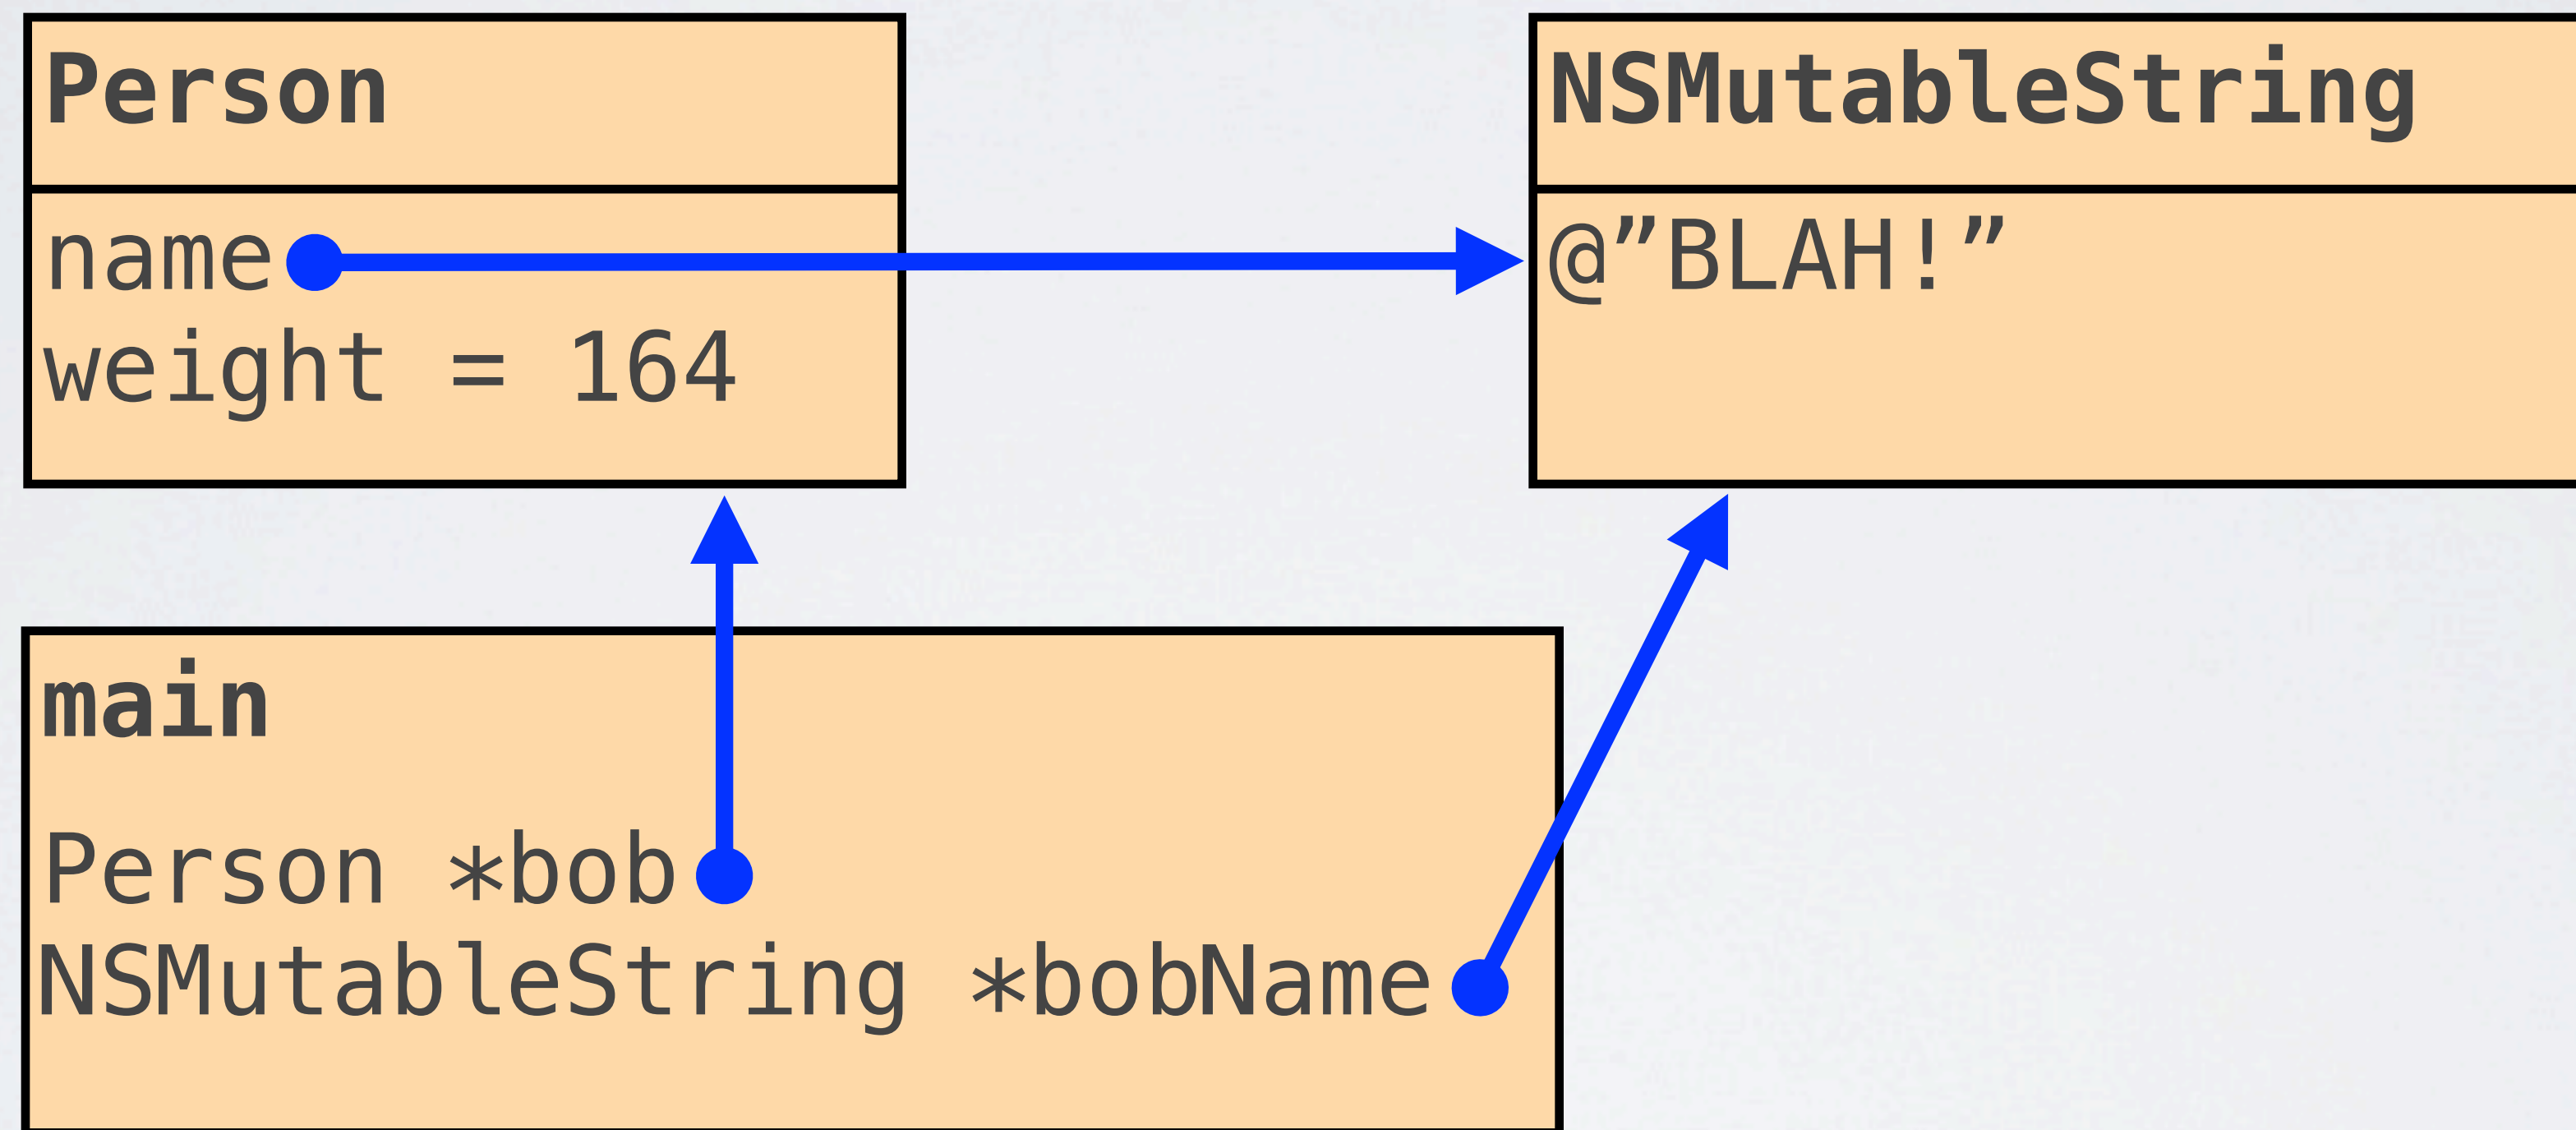 Person
name
weight = 164
NSMutableString
@”BLAH!”
main
Person *bob
NSMutableString *bobName